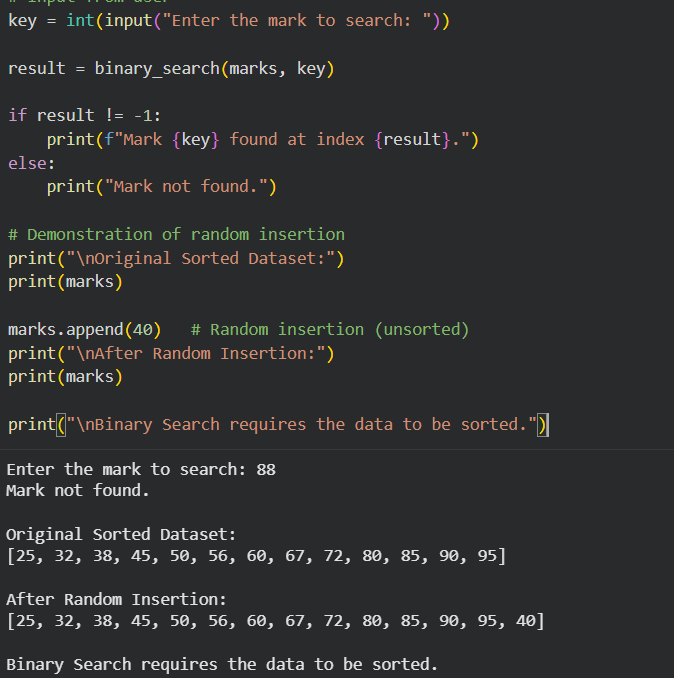 # Input from user
key = int(input("Enter the mark to search: "))
result = binary_search(marks, key)
if result != -1:
    print(f"Mark {key} found at index {result}.")
else:
    print("Mark not found.")
# Demonstration of random insertion
print("\nOriginal Sorted Dataset:")
print(marks)
marks.append(40)   # Random insertion (unsorted)
print("\nAfter Random Insertion:")
print(marks)
print("\nBinary Search requires the data to be sorted.")
Enter the mark to search: 88
Mark not found.
Original Sorted Dataset:
[25, 32, 38, 45, 50, 56, 60, 67, 72, 80, 85, 90, 95]
After Random Insertion:
[25, 32, 38, 45, 50, 56, 60, 67, 72, 80, 85, 90, 95, 40]
Binary Search requires the data to be sorted.